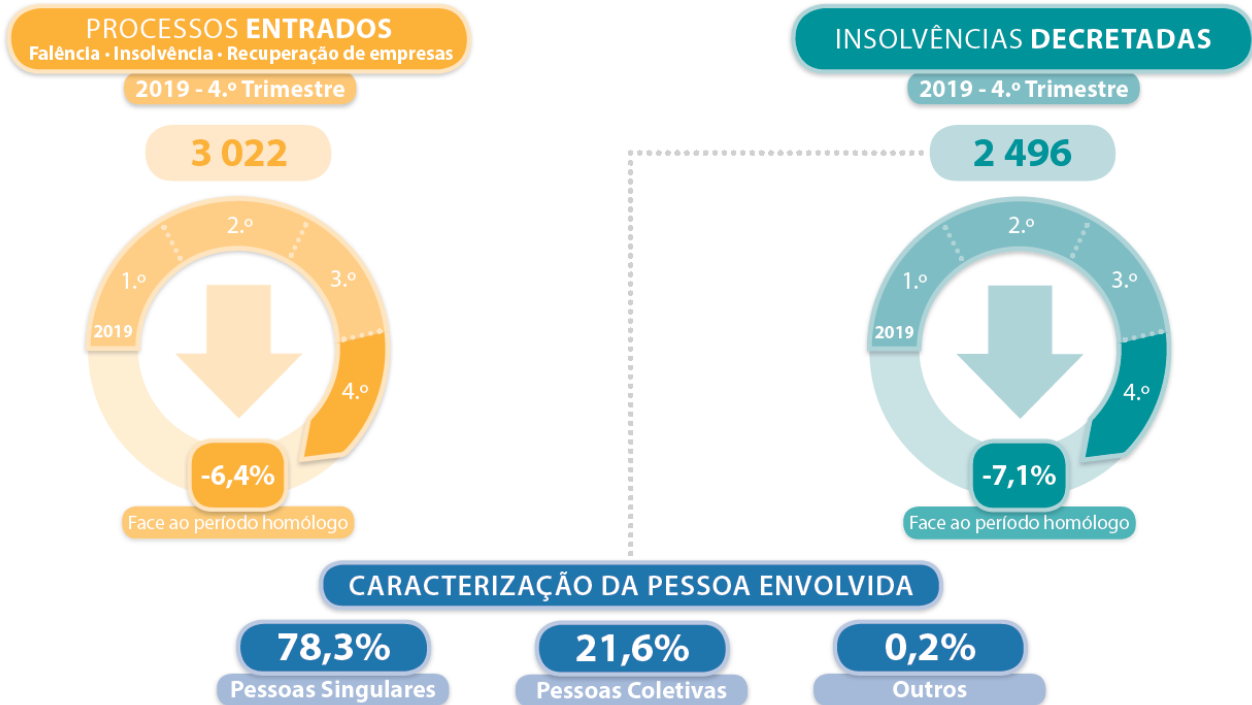 PROCESSOS ENTRADOS
Falência • Insolvência • Recuperação de empresas
2019 - 4.º Trimestre
3 022
1.º
2.º
3.º
4.º
2019
-6,4%
Face ao período homólogo
INSOLVÊNCIAS DECRETADAS
2019 - 4.º Trimestre
2 496
1.º
2.º
3.º
4.º
2019
-7,1%
Face ao período homólogo
CARACTERIZAÇÃO DA PESSOA ENVOLVIDA
78,3%
Pessoas Singulares
21,6%
Pessoas Coletivas
0,2%
Outros